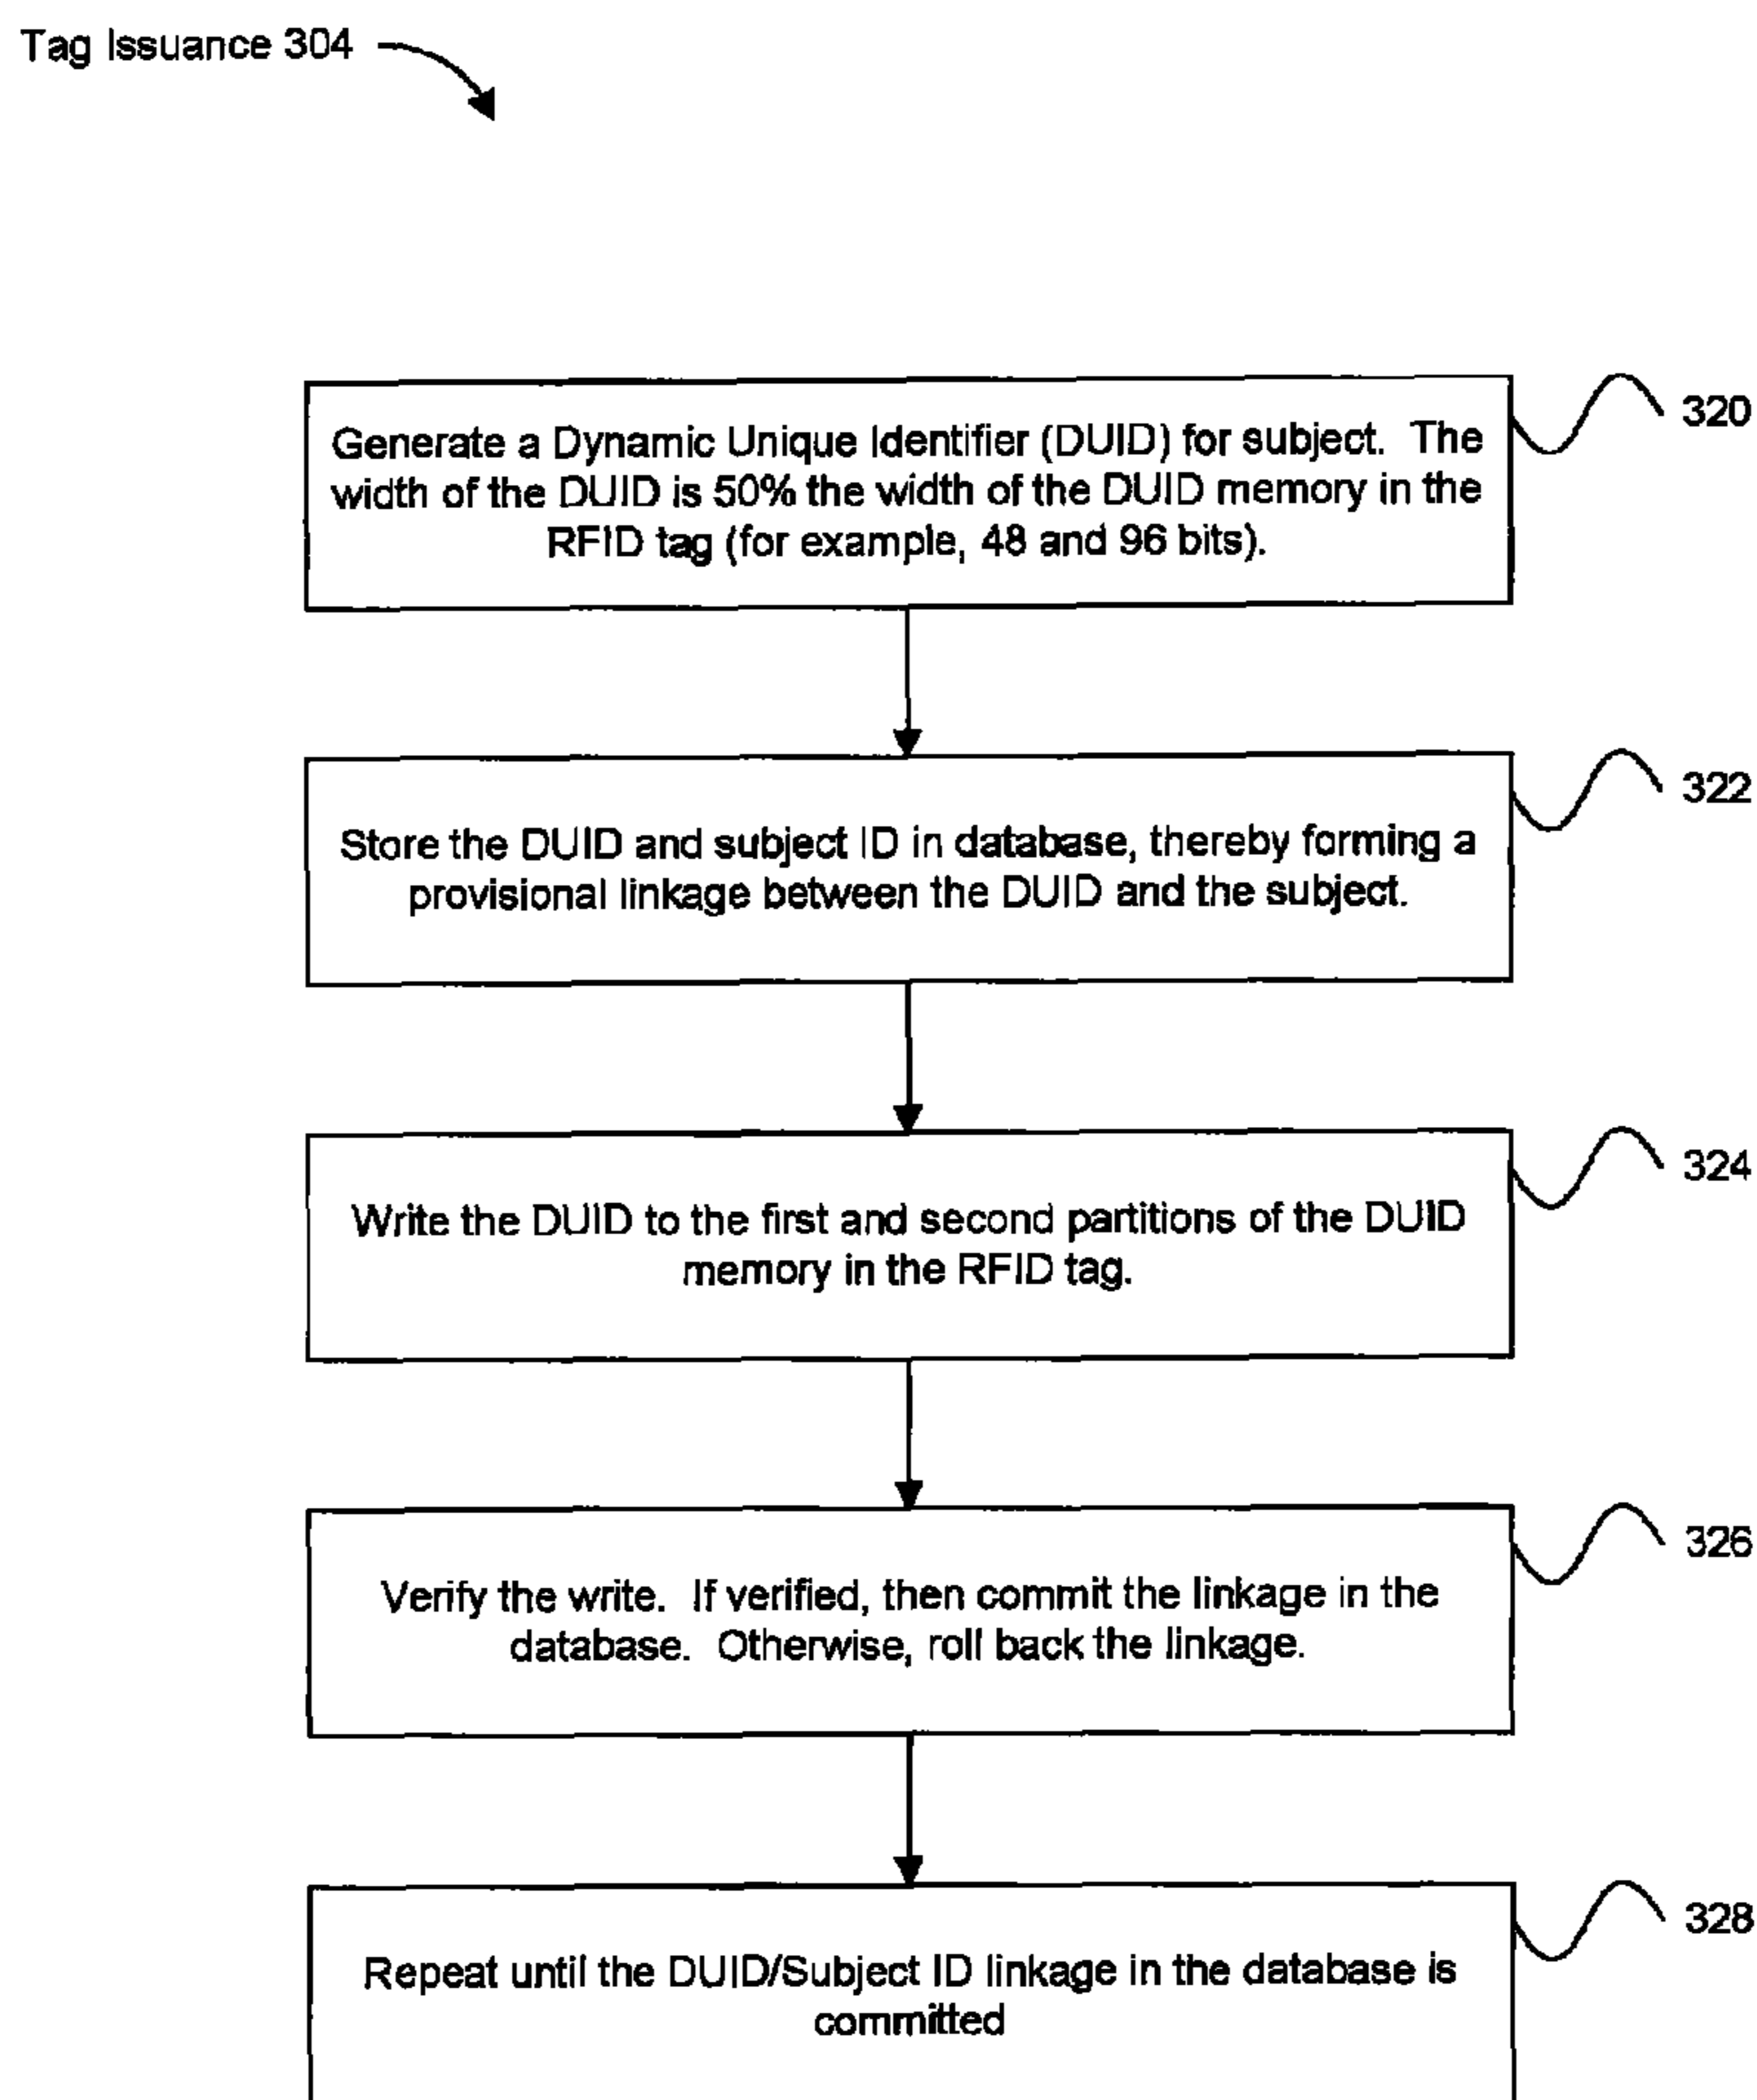 Tag Issuance 304
Generate a Dynamic Unique Identifier (DUID) for subject. The
width of the DUID is 50% the width of the DUID memory in the
RFID tag (for example, 48 and 96 bits).
320
Store the DUID and subject ID in database, thereby forming a
provisional linkage between the DUID and the subject.
322
Write the DUID to the first and second partitions of the DUID
memory in the RFID tag.
324
Verify the write. If verified, then commit the linkage in the
database. Otherwise, roll back the linkage.
326
Repeat until the DUID/Subject ID linkage in the database is
committed
328